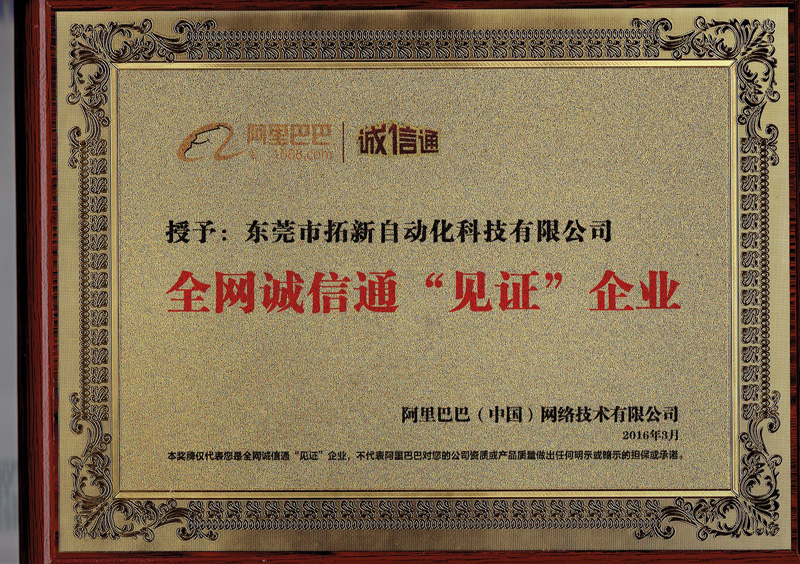 阿里巴巴 诚信通
1688.com
授予：东莞市拓新自动化科技有限公司
全网诚信通“见证”企业
阿里巴巴（中国）网络技术有限公司
2016年3月
本奖牌仅代表您是全网诚信通“见证”企业，不代表阿里巴巴对您的公司资质或产品质量做出任何明示或暗示的担保或承诺。